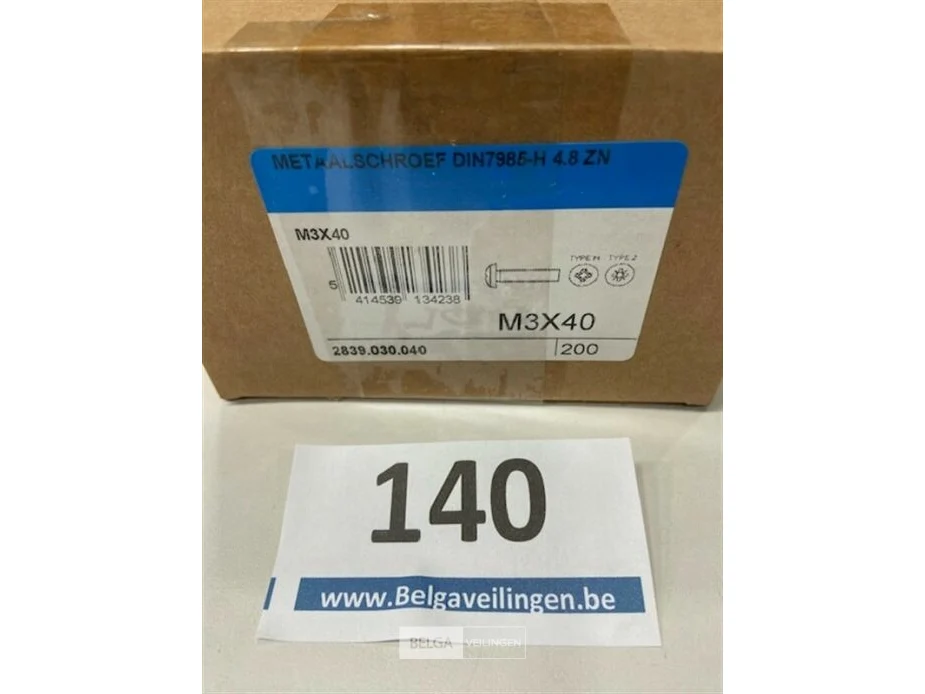 METAALSCHROEF DIN7985-H 4.8 ZN
M3X40
TYPE H TYPE Z
5 414539 134238
M3X40
2839.030.040 200
140
www.Belgaveilingen.be
BELGA VEILINGEN